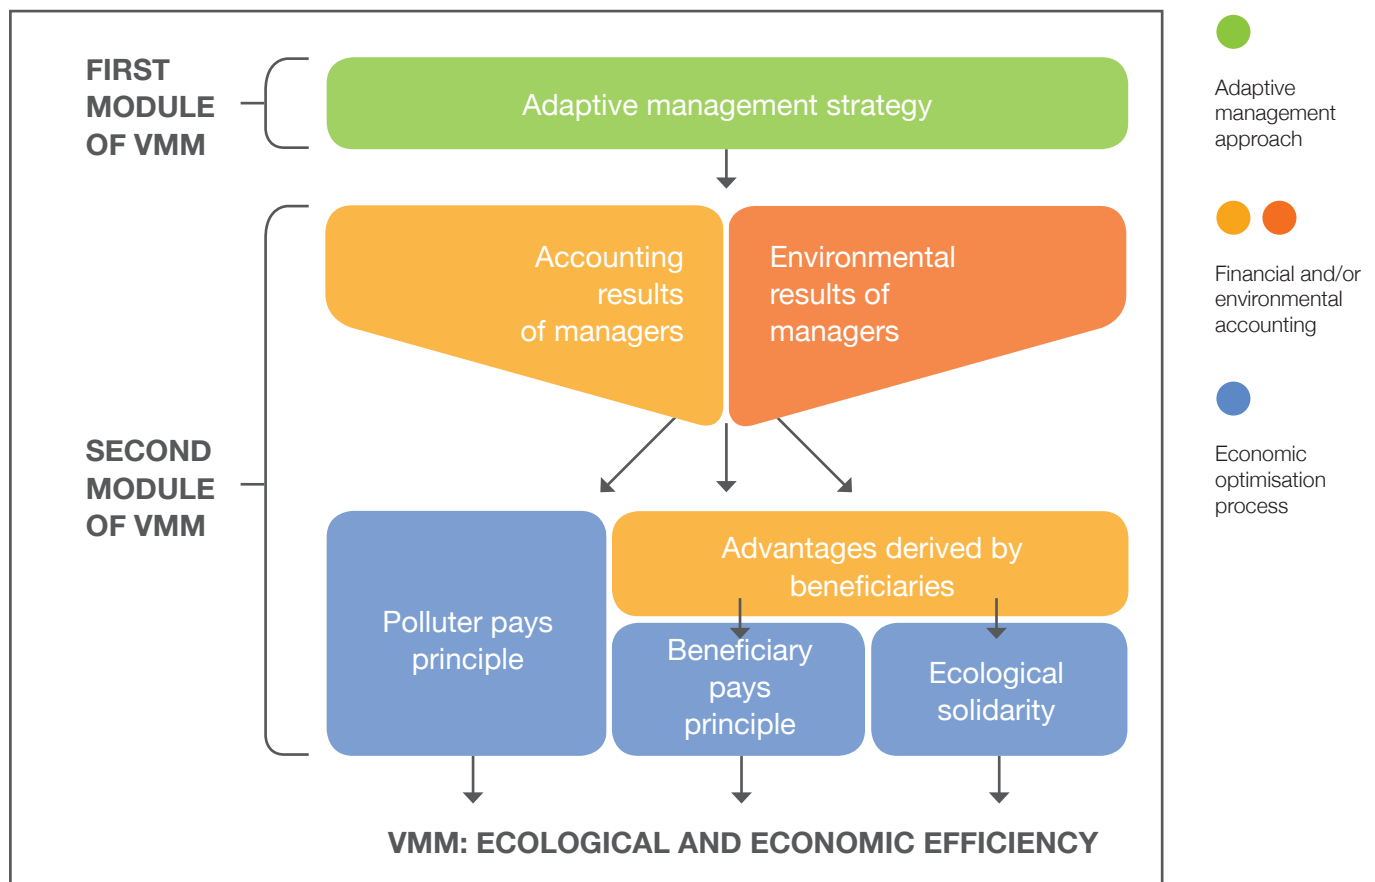 FIRST
MODULE
OF VMM
Adaptive management strategy
Accounting
results
of managers
Environmental
results of
managers
SECOND
MODULE
OF VMM
Polluter pays
principle
Advantages derived by
beneficiaries
Beneficiary
pays
principle
Ecological
solidarity
VMM: ECOLOGICAL AND ECONOMIC EFFICIENCY
Adaptive
management
approach
Financial and/or
environmental
accounting
Economic
optimisation
process